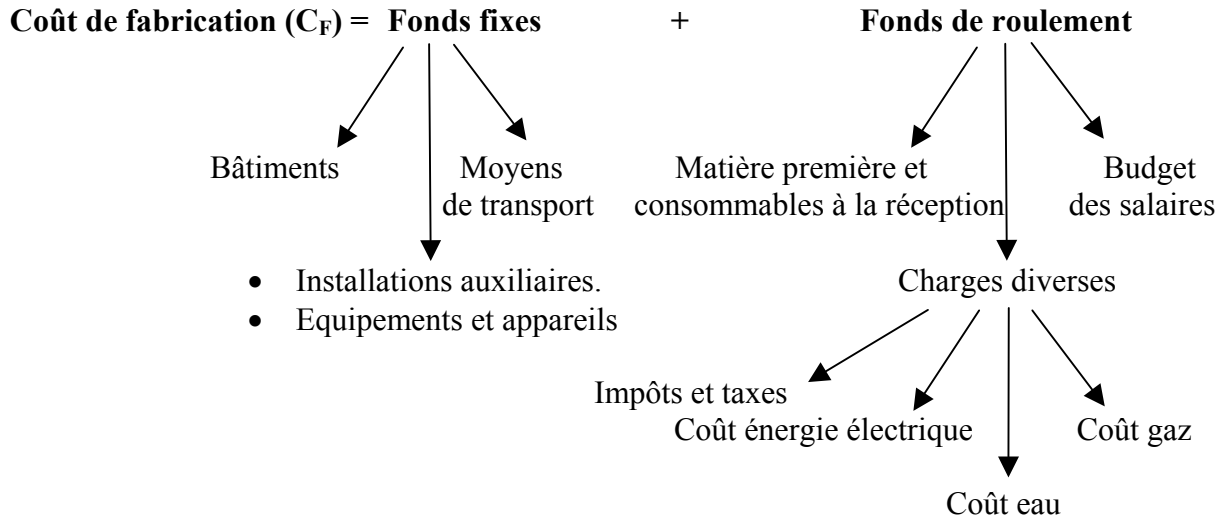 Coût de fabrication (CF) = Fonds fixes + Fonds de roulement
Bâtiments
Moyens
de transport
Matière première et
consommables à la réception
Budget
des salaires
• Installations auxiliaires.
• Equipements et appareils
Charges diverses
Impôts et taxes
Coût énergie électrique
Coût gaz
Coût eau